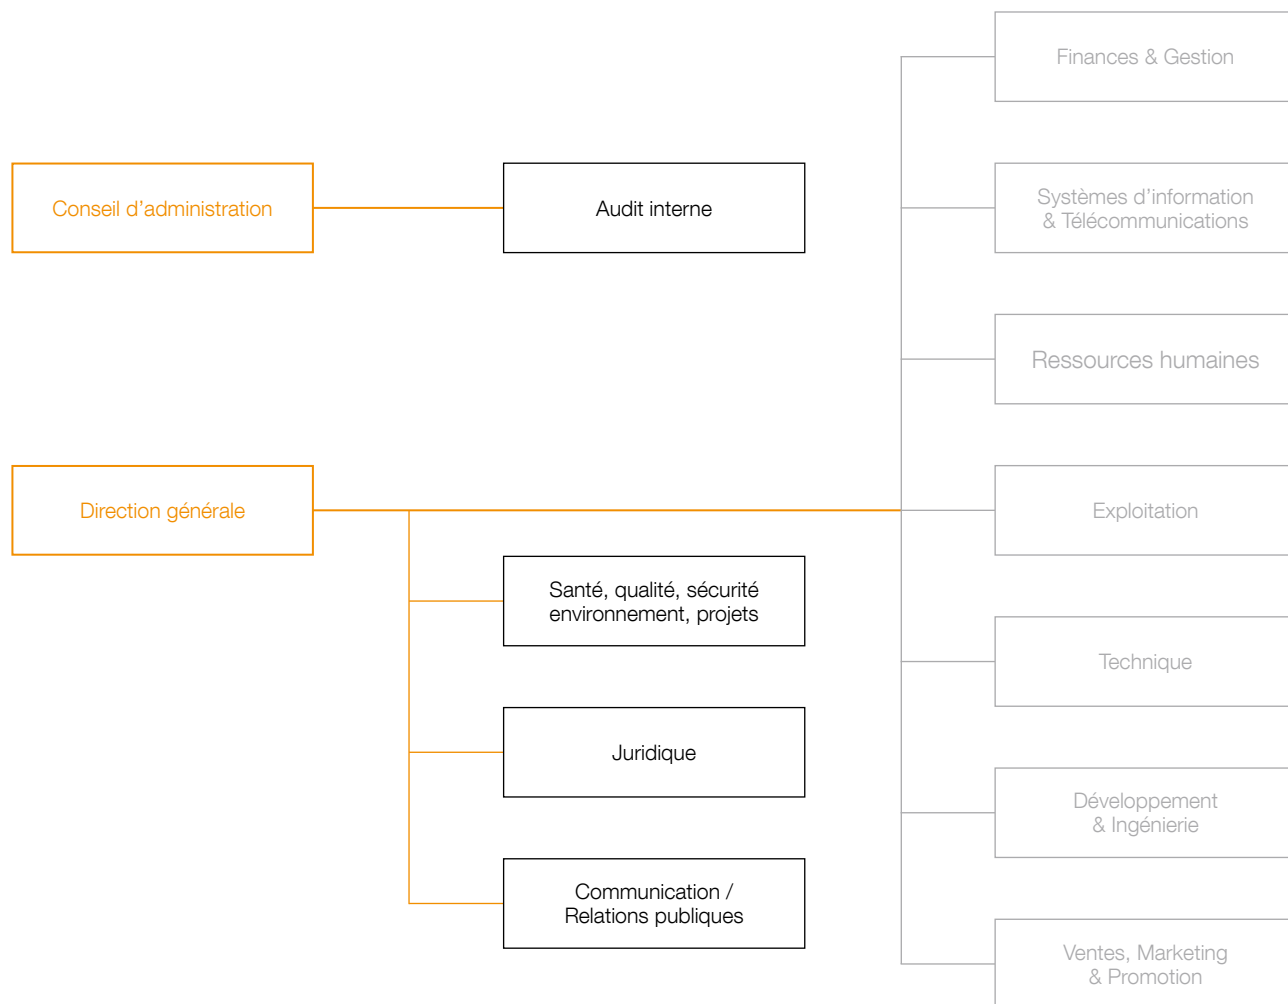 Finances & Gestion
Conseil d’administration
Audit interne
Systèmes d’information
& Télécommunications
Ressources humaines
Direction générale
Exploitation
Santé, qualité, sécurité
environnement, projets
Technique
Juridique
Développement
& Ingénierie
Communication /
Relations publiques
Ventes, Marketing
& Promotion